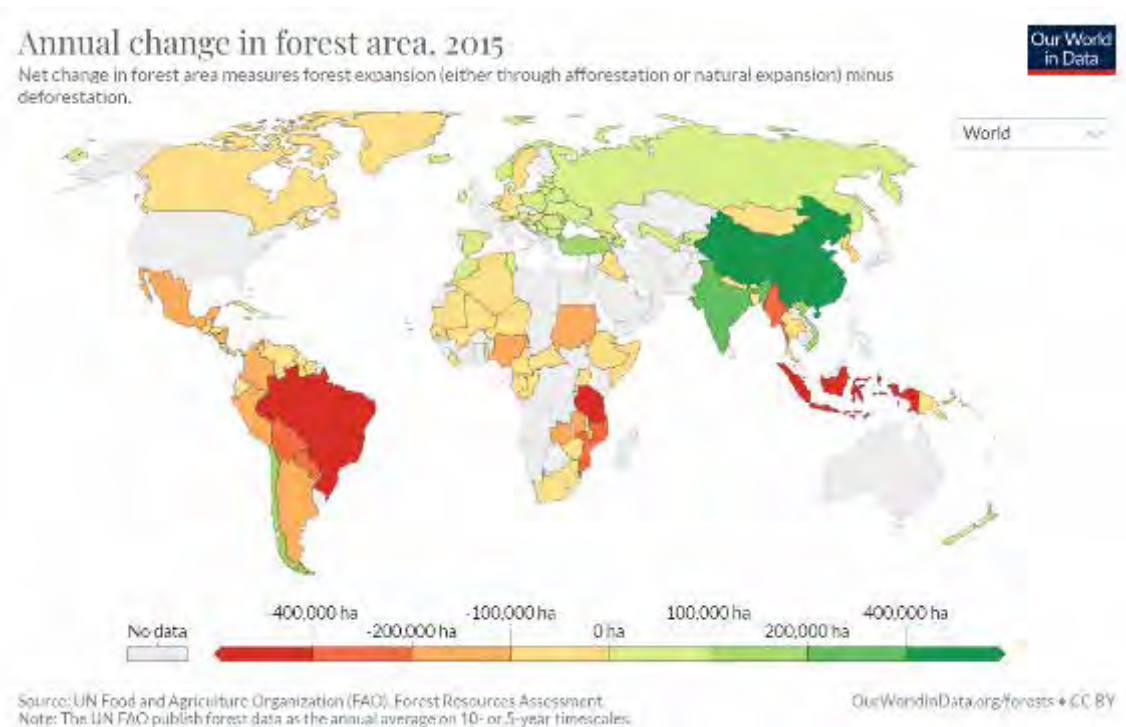 Annual change in forest area, 2015
Our World
in Data
Net change in forest area measures forest expansion (either through afforestation or natural expansion) minus
deforestation.
World
-400,000 ha
-100,000 ha
100,000 ha
400,000 ha
No data
-200,000 ha
0 ha
200,000 ha
Source: UN Food and Agriculture Organization (FAO). Forest Resources Assessment.
OurWorldInData.org/forests • CC BY
Note: The UN FAO publish forest data as the annual average on 10- or 5-year timescales.